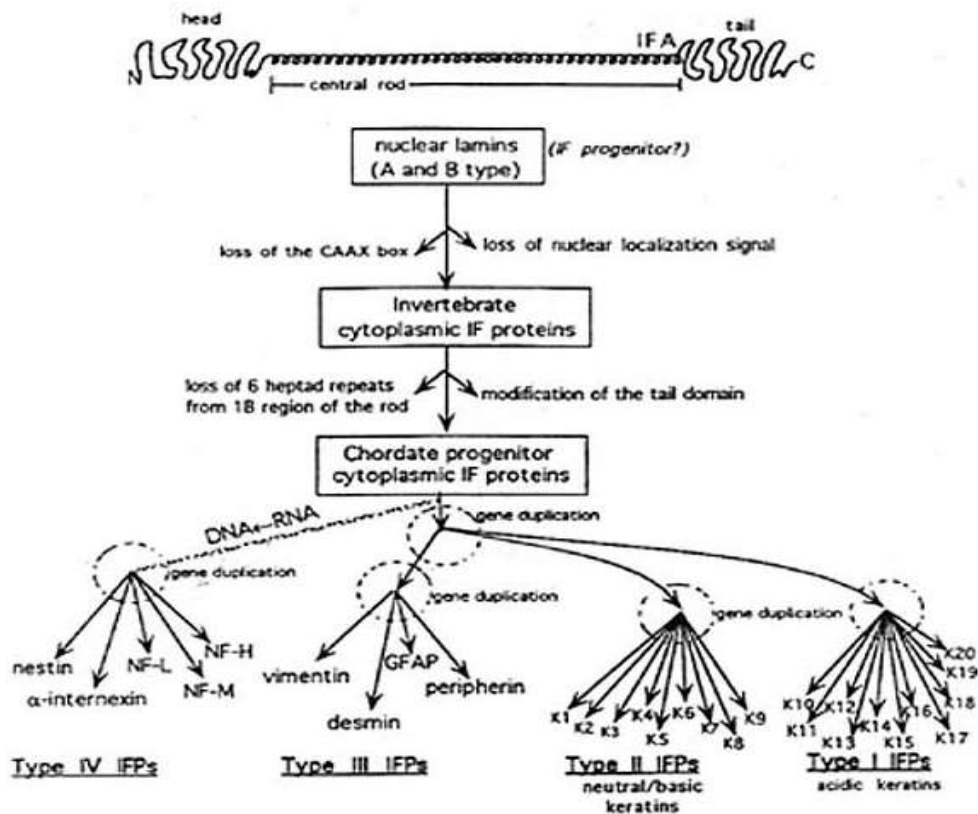 head
IFA
tail
N
C
central rod
nuclear lamins
(A and B type)
(IF progenitor?)
loss of the CAAX box
loss of nuclear localization signal
Invertebrate
cytoplasmic IF proteins
loss of 6 heptad repeats
from 18 region of the rod
modification of the tail domain
Chordate progenitor
cytoplasmic IF proteins
DNA←RNA
gene duplication
gene duplication
gene duplication
gene duplication
nestin
α-internexin
NF-L
NF-M
NF-H
vimentin
desmin
GFAP
peripherin
K1
K2
K3
K4
K5
K6
K7
K8
K9
K10
K11
K12
K13
K14
K15
K16
K17
K18
K19
K20
Type IV IFPs
Type III IFPs
Type II IFPs
neutral/basic
keratins
Type I IFPs
acidic keratins